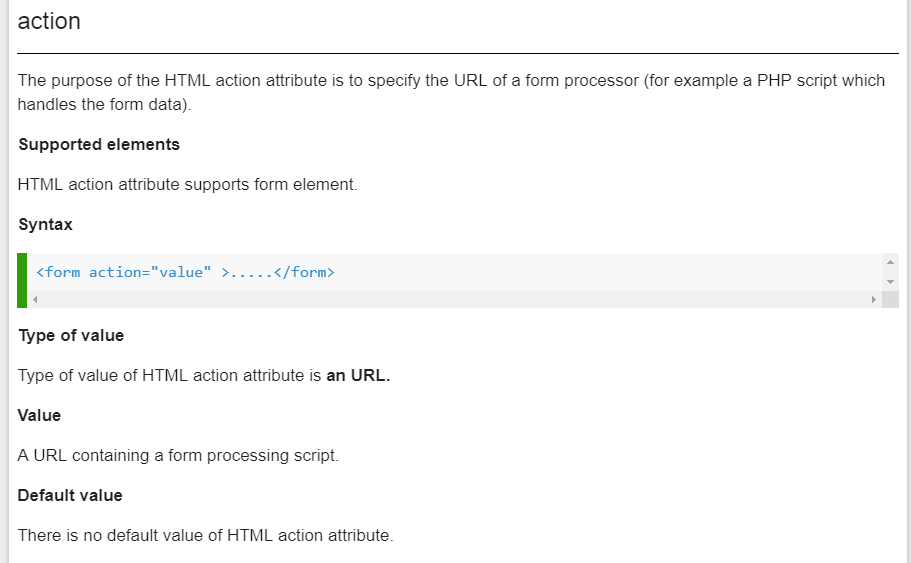 action
The purpose of the HTML action attribute is to specify the URL of a form processor (for example a PHP script which
handles the form data).
Supported elements
HTML action attribute supports form element.
Syntax
<form action="value" >.....</form>
Type of value
Type of value of HTML action attribute is an URL.
Value
A URL containing a form processing script.
Default value
There is no default value of HTML action attribute.